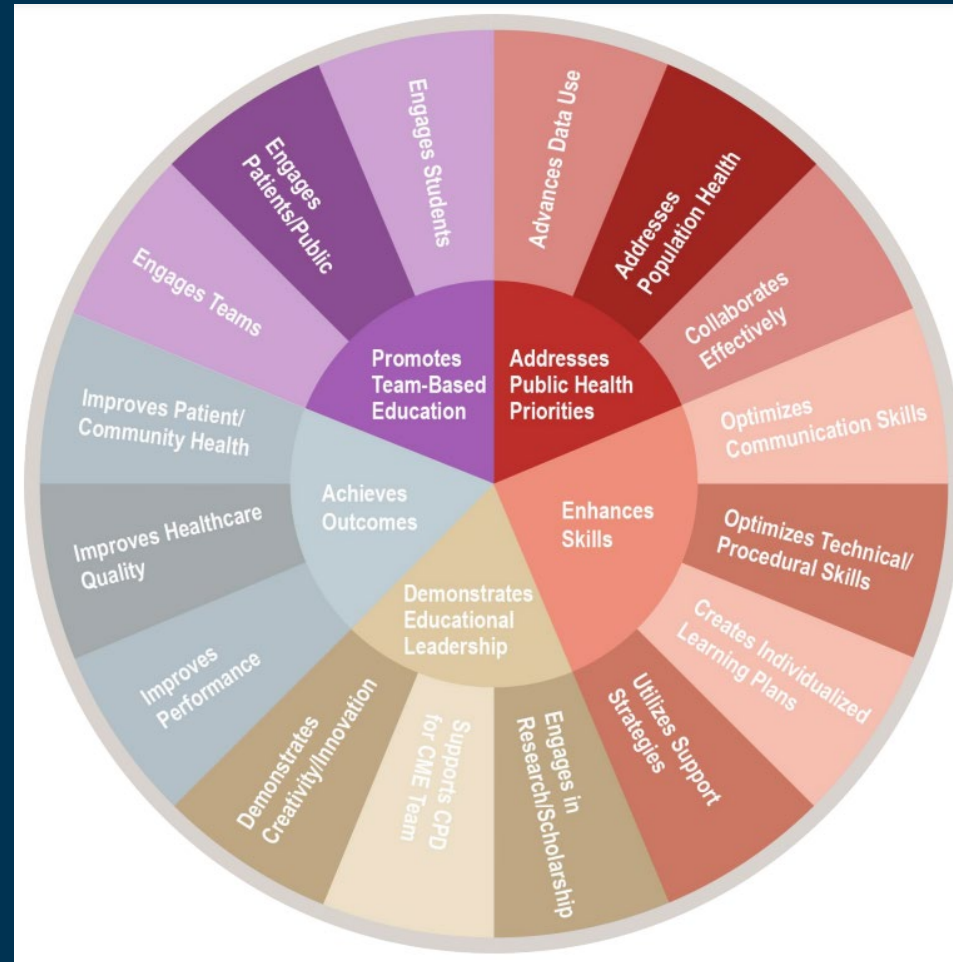 Engages Students
Advances Data Use
Engages
Patients/Public
Addresses
Population Health
Engages Teams
Collaborates
Effectively
Promotes
Team-Based
Education
Addresses
Public Health
Priorities
Improves Patient/
Community Health
Optimizes
Communication Skills
Achieves
Outcomes
Enhances
Skills
Improves Healthcare
Quality
Optimizes Technical/
Procedural Skills
Demonstrates
Educational
Leadership
Improves
Performance
Creates Individualized
Learning Plans
Demonstrates
Creativity/Innovation
Supports CPD
for CME Team
Engages in
Research/Scholarship
Utilizes Support
Strategies